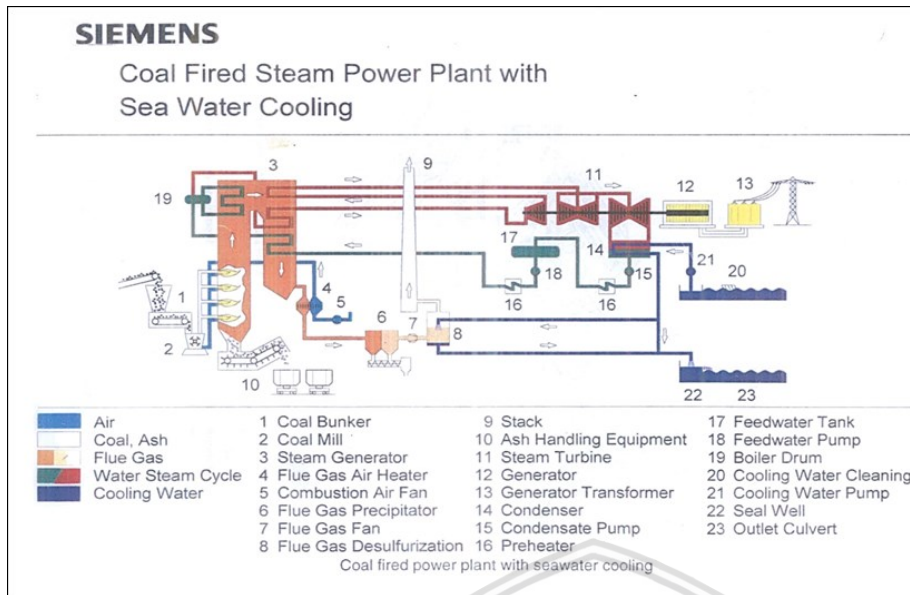 SIEMENS
Coal Fired Steam Power Plant with
Sea Water Cooling
3
9
11
12
13
19
17
14
18
15
21
20
16
16
1
4
5
6
7
8
2
10
22
23
Air
Coal, Ash
Flue Gas
Water Steam Cycle
Cooling Water
1 Coal Bunker
2 Coal Mill
3 Steam Generator
4 Flue Gas Air Heater
5 Combustion Air Fan
6 Flue Gas Precipitator
7 Flue Gas Fan
8 Flue Gas Desulfurization
9 Stack
10 Ash Handling Equipment
11 Steam Turbine
12 Generator
13 Generator Transformer
14 Condenser
15 Condensate Pump
16 Preheater
17 Feedwater Tank
18 Feedwater Pump
19 Boiler Drum
20 Cooling Water Cleaning
21 Cooling Water Pump
22 Seal Well
23 Outlet Culvert
Coal fired power plant with seawater cooling